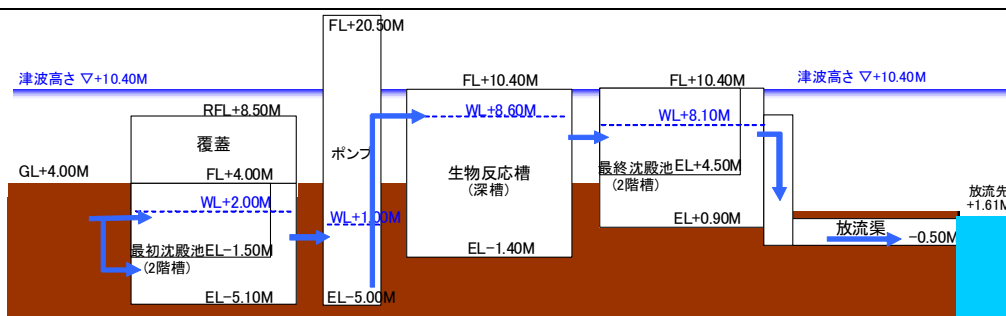 FL+20.50M
津波高さ ▽+10.40M
FL+10.40M
FL+10.40M
津波高さ ▽+10.40M
RFL+8.50M
WL+8.60M
WL+8.10M
覆蓋
ポンプ
生物反応槽
(深槽)
GL+4.00M
FL+4.00M
最終沈殿池EL+4.50M
(2階槽)
WL+2.00M
WL+1.00M
EL+0.90M
放流先
+1.61M
放流渠
-0.50M
最初沈殿池EL-1.50M
(2階槽)
EL-1.40M
EL-5.10M
EL-5.00M